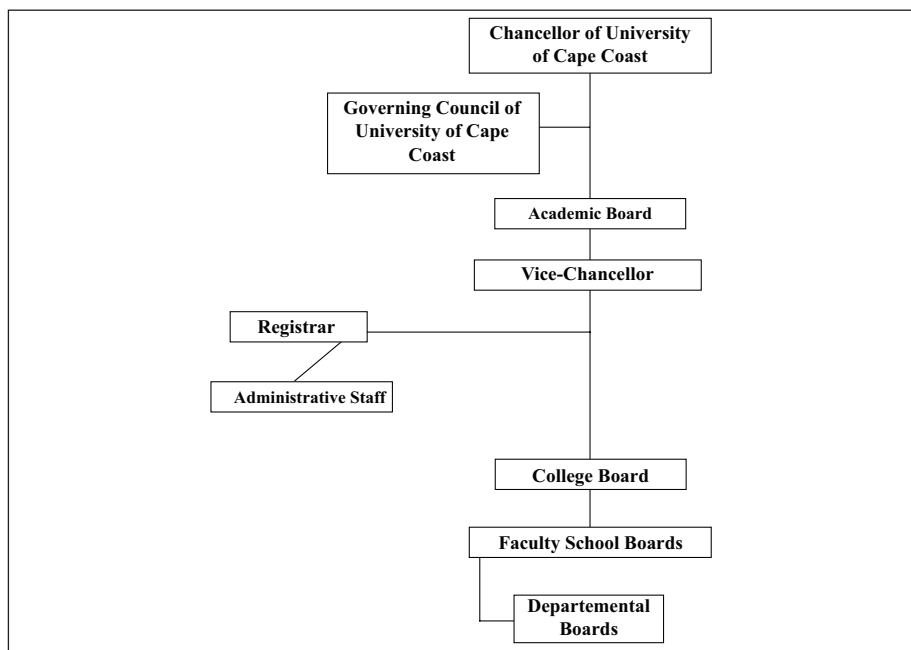 Chancellor of University
of Cape Coast
Governing Council of
University of Cape
Coast
Academic Board
Vice-Chancellor
Registrar
Administrative Staff
College Board
Faculty School Boards
Departemental
Boards